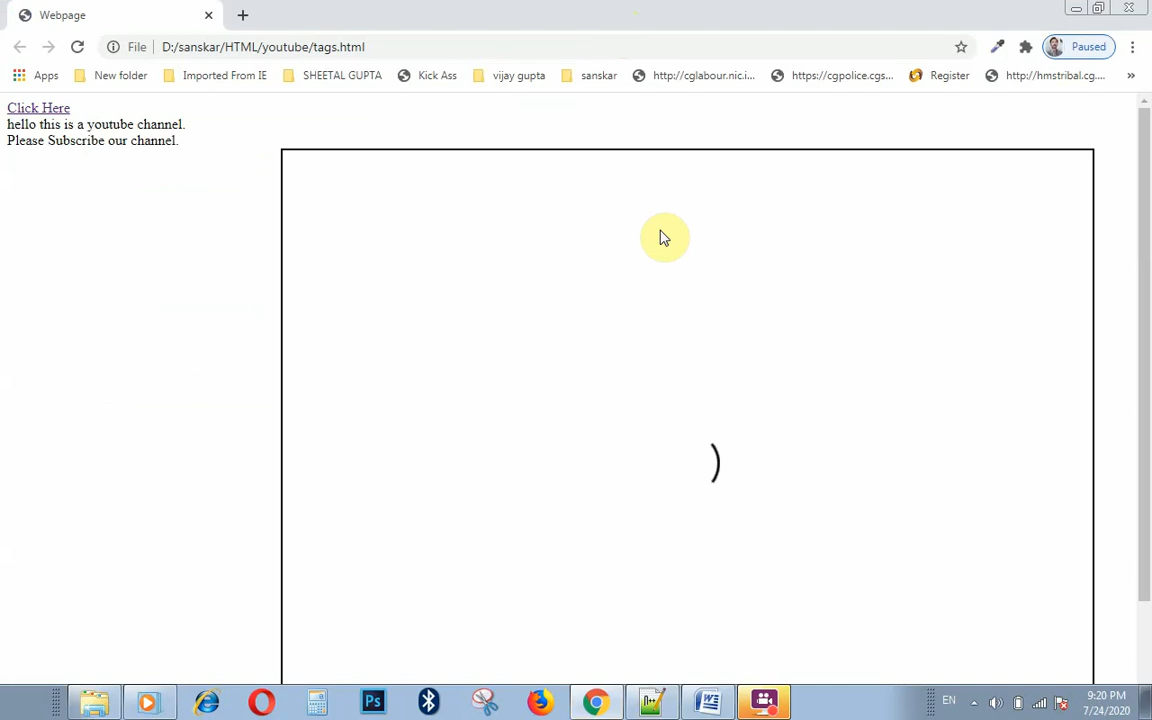 Webpage
File
D:/sanskar/HTML/youtube/tags.html
Paused
Apps
New folder
Imported From IE
SHEETAL GUPTA
Kick Ass
vijay gupta
sanskar
http://cglabour.nic.i...
https://cgpolice.cgs...
Register
http://hmstribal.cg....
»
Click Here
hello this is a youtube channel.
Please Subscribe our channel.
Ps
EN
9:20 PM
7/24/2020